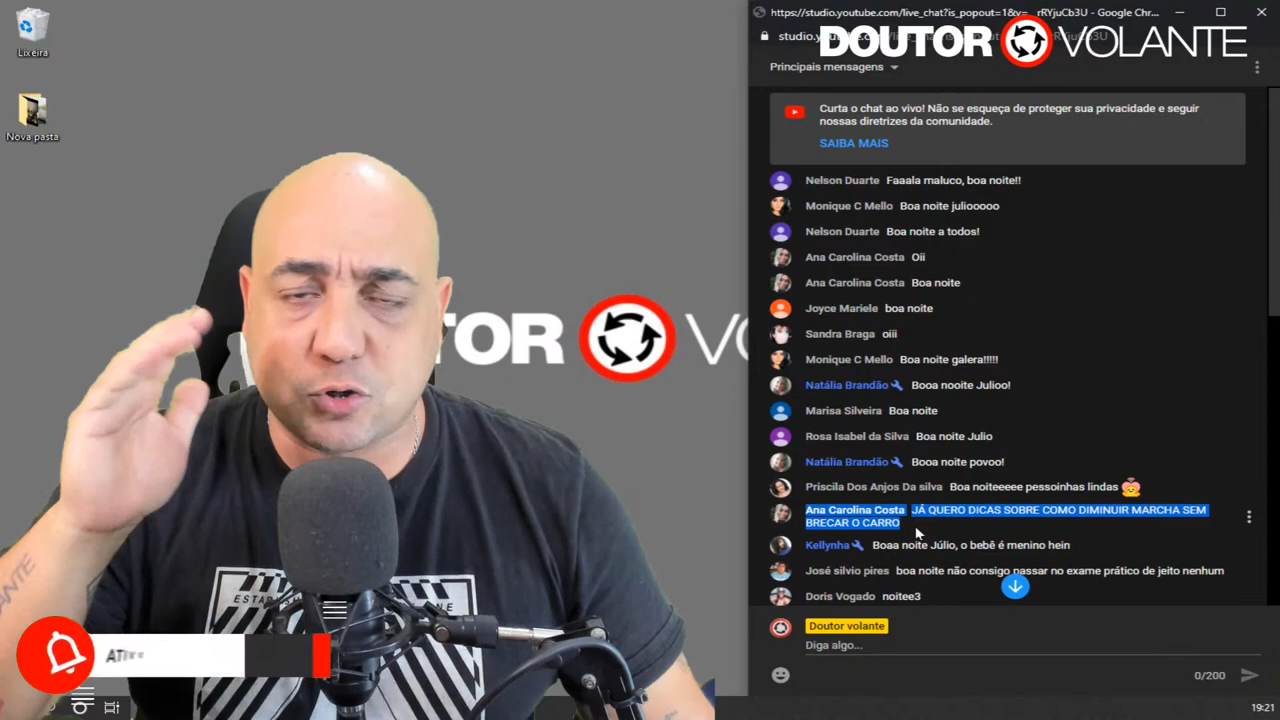 Lixeira
Nova pasta
https://studio.youtube.com/live_chat?is_popout=1&v=_rRYjuCb3U - Google Chr...
studio.youtube.com/live_chat?is_popout
DOUTOR VOLANTE
Principais mensagens
Curta o chat ao vivo! Não se esqueça de proteger sua privacidade e seguir
nossas diretrizes da comunidade.
SAIBA MAIS
Nelson Duarte Faaala maluco, boa noite!!
Monique C Mello Boa noite juliooooo
Nelson Duarte Boa noite a todos!
Ana Carolina Costa Oii
Ana Carolina Costa Boa noite
Joyce Mariele boa noite
Sandra Braga oiii
Monique C Mello Boa noite galera!!!!!
Natália Brandão Booa nooite Julioo!
Marisa Silveira Boa noite
Rosa Isabel da Silva Boa noite Julio
Natália Brandão Booa noite povoo!
Priscila Dos Anjos Da silva Boa noiteeeee pessoinhas lindas
Ana Carolina Costa JÁ QUERO DICAS SOBRE COMO DIMINUIR MARCHA SEM
BRECAR O CARRO
Kellynha Boaa noite Júlio, o bebê é menino hein
José silvio pires boa noite não consigo passar no exame prático de jeito nenhum
Doris Vogado noitee3
Doutor volante
Diga algo...
0/200
19:21
TOR VO